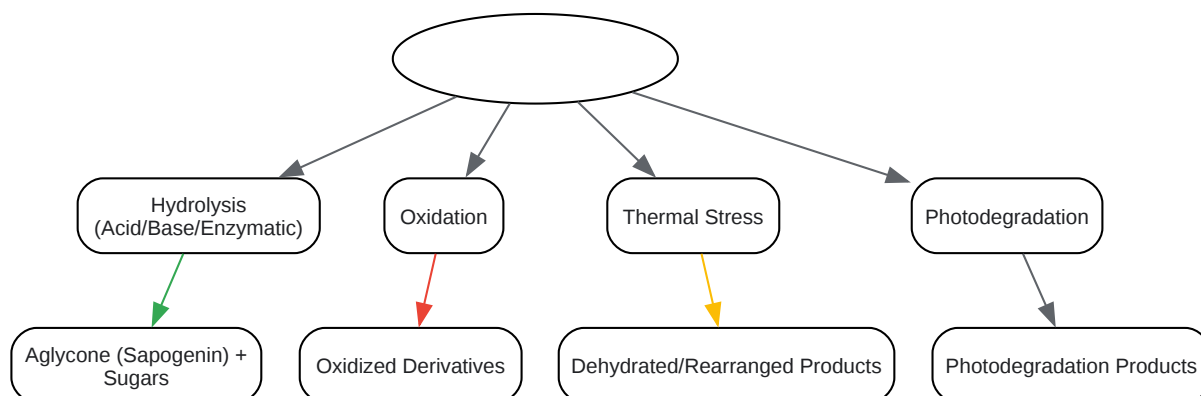 Hydrolysis
(Acid/Base/Enzymatic)
Oxidation
Thermal Stress
Photodegradation
Aglycone (Sapogenin) +
Sugars
Oxidized Derivatives
Dehydrated/Rearranged Products
Photodegradation Products